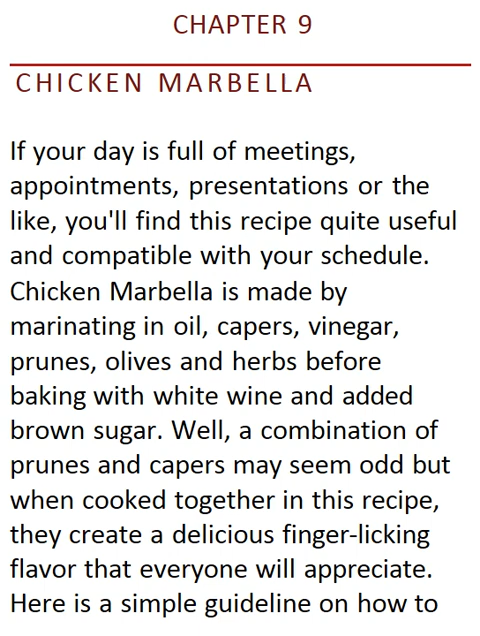 CHAPTER 9
CHICKEN MARBELLA
If your day is full of meetings,
appointments, presentations or the
like, you'll find this recipe quite useful
and compatible with your schedule.
Chicken Marbella is made by
marinating in oil, capers, vinegar,
prunes, olives and herbs before
baking with white wine and added
brown sugar. Well, a combination of
prunes and capers may seem odd but
when cooked together in this recipe,
they create a delicious finger-licking
flavor that everyone will appreciate.
Here is a simple guideline on how to